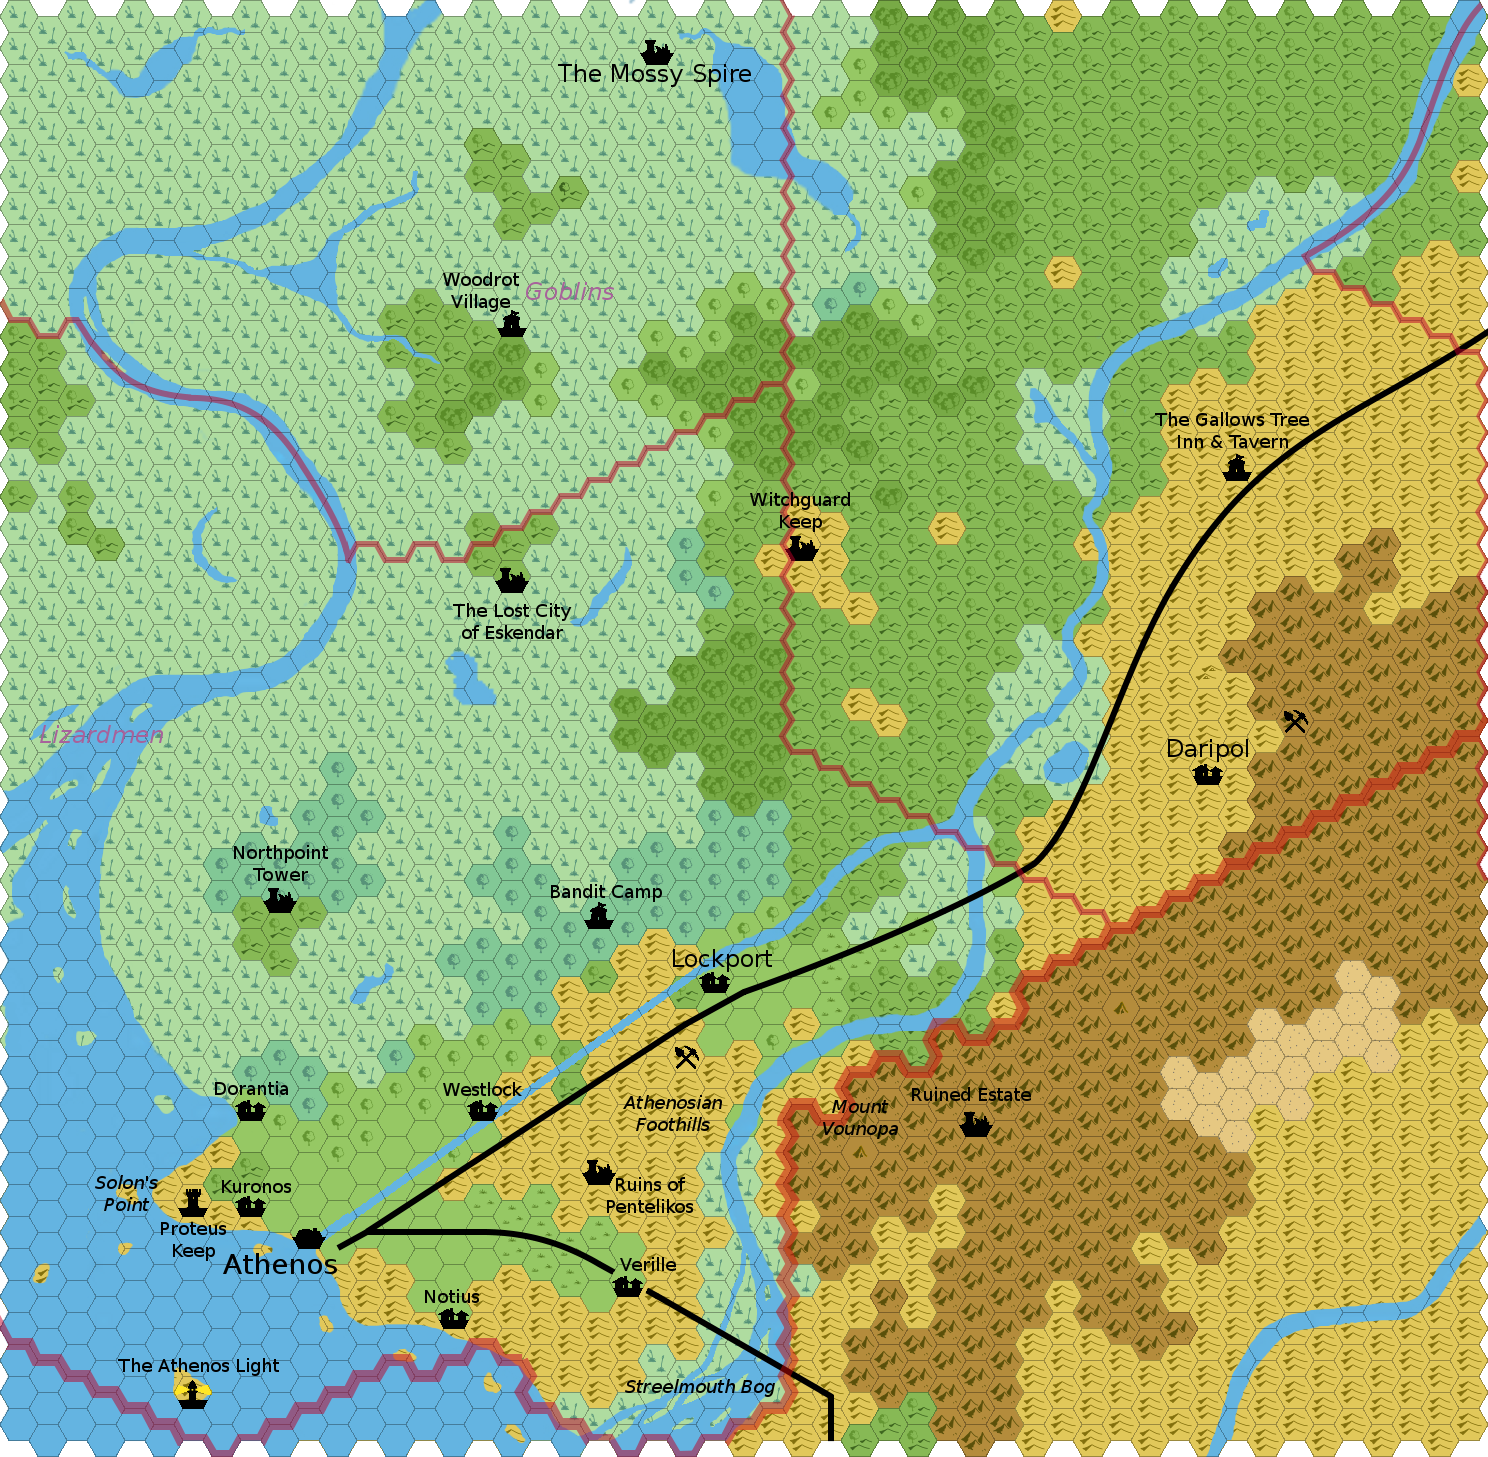 The Mossy Spire
Woodrot
Village
Goblins
The Gallows Tree
Inn & Tavern
Witchguard
Keep
The Lost City
of Eskendar
Lizardmen
Daripol
Northpoint
Tower
Bandit Camp
Lockport
Dorantia
Westlock
Athenosian
Foothills
Mount
Vounopa
Ruined Estate
Solon's
Point
Kuronos
Ruins of
Pentelikos
Proteus
Keep
Athenos
Verille
Notius
The Athenos Light
Streelmouth Bog